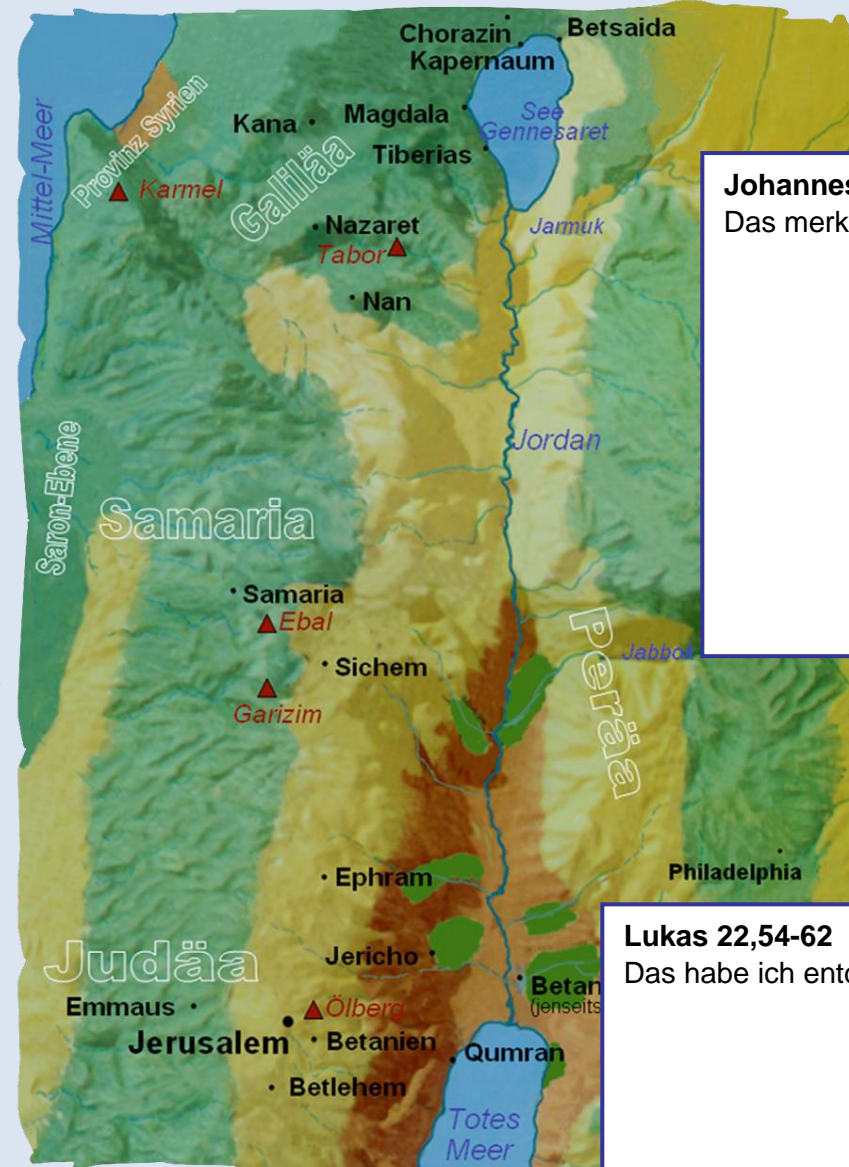 Chorazin
Betsaida
Kapernaum
Mittel-Meer
Provinz Syrien
Kana
Magdala
See
Gennesaret
Tiberias
Karmel
Galiläa
Johannes
Das merk
Nazaret
Jarmuk
Tabor
Nan
Jordan
Saron-Ebene
Samaria
Samaria
Ebal
Peräa
Jabbok
Sichem
Garizim
Philadelphia
Ephram
Lukas 22,54-62
Das habe ich ento
Judäa
Jericho
Betan
(jenseits
Emmaus
Ölberg
Jerusalem
Betanien
Qumran
Betlehem
Totes
Meer